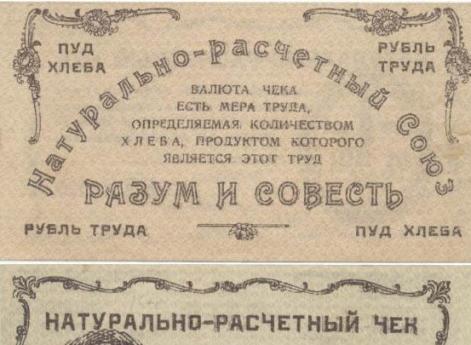 ПУД
ХЛЕБА
РУБЛЬ
ТРУДА
Натурально-расчетный Союз
ВАЛЮТА ЧЕКА
ЕСТЬ МЕРА ТРУДА,
ОПРЕДЕЛЯЕМАЯ КОЛИЧЕСТВОМ
ХЛЕБА, ПРОДУКТОМ КОТОРОГО
ЯВЛЯЕТСЯ ЭТОТ ТРУД
РАЗУМ И СОВЕСТЬ
РУБЛЬ ТРУДА
ПУД ХЛЕБА
НАТУРАЛЬНО-РАСЧЕТНЫЙ ЧЕК